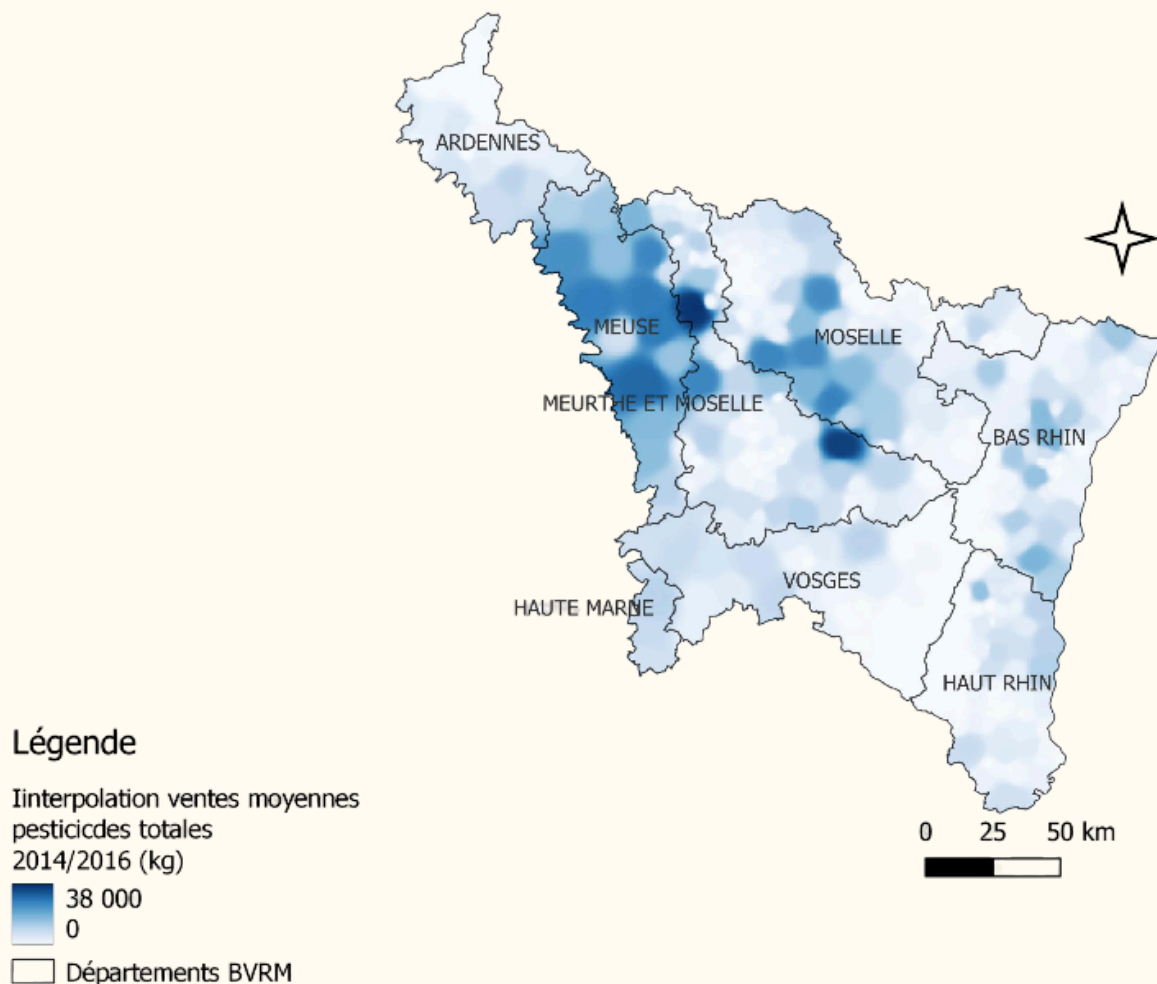 ARDENNES
MEUSE
MOSELLE
MEURTHE ET MOSELLE
BAS RHIN
VOSGES
HAUTE MARNE
HAUT RHIN
Légende
Iinterpolation ventes moyennes
pesticicdes totales
2014/2016 (kg)
38 000
0
Départements BVRM
0 25 50 km